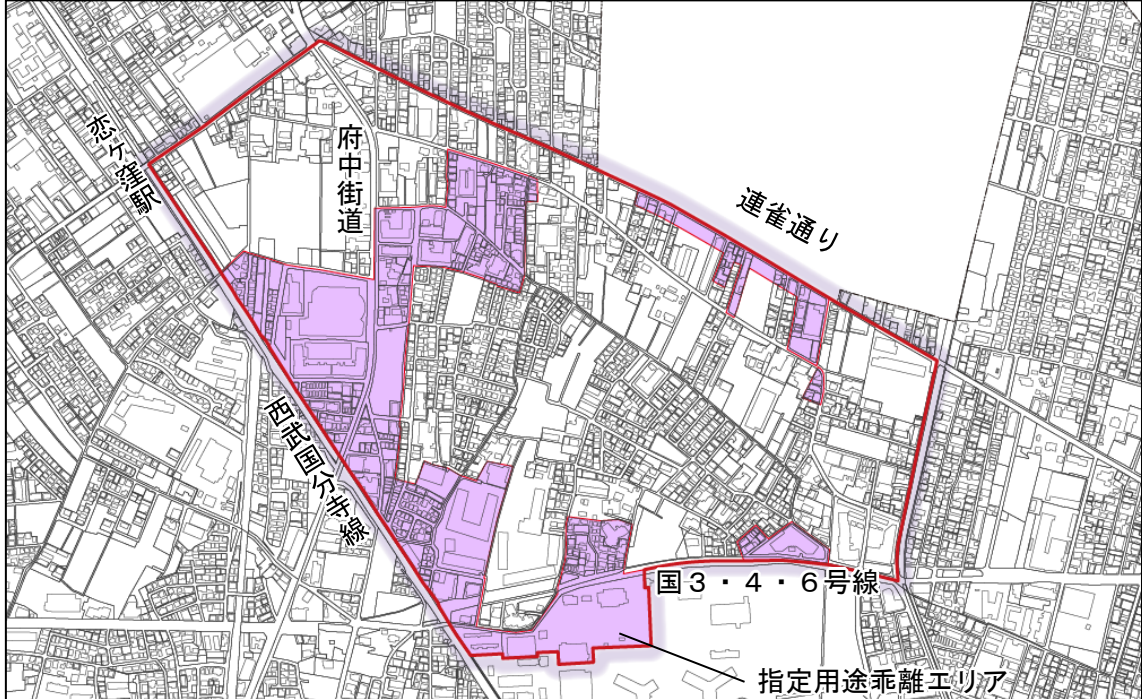 恋ケ窪駅
府中街道
連雀通り
西武国分寺線
国3・4・6号線
指定用途乖離エリア